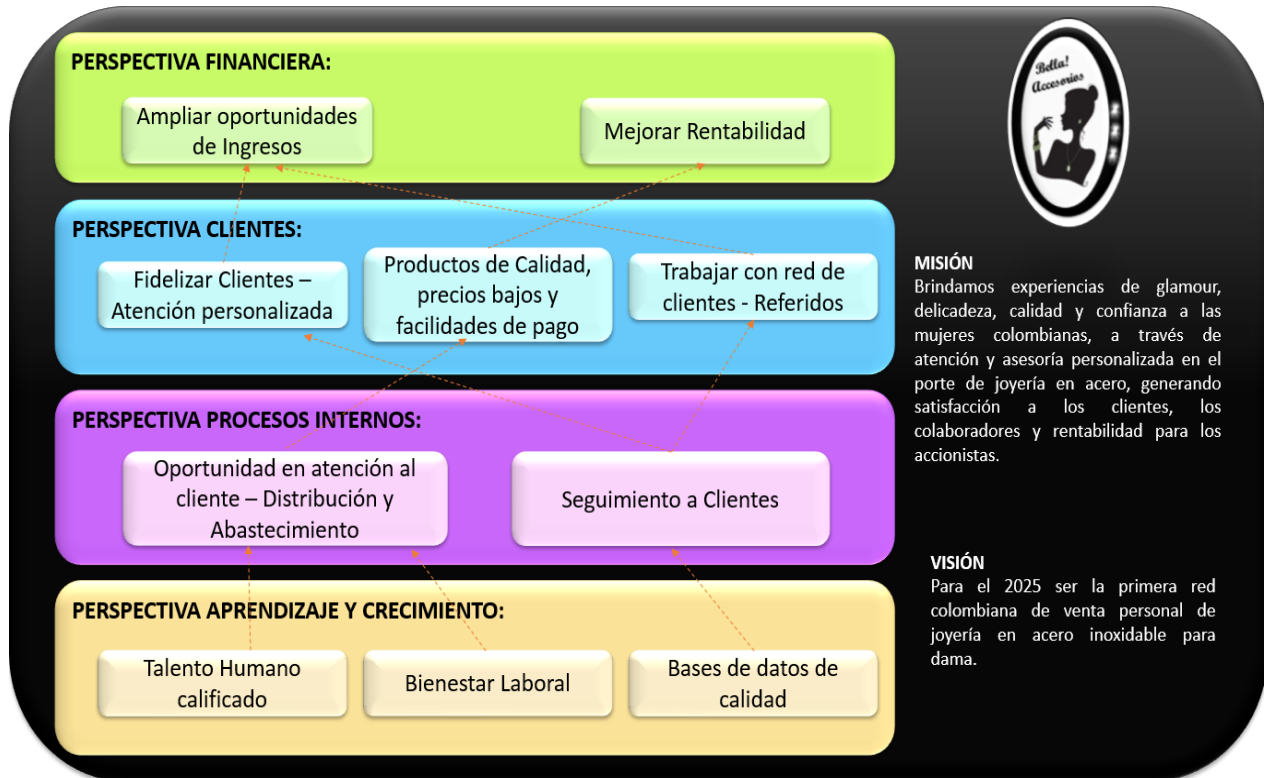 PERSPECTIVA FINANCIERA:
Ampliar oportunidades
de Ingresos
Mejorar Rentabilidad
PERSPECTIVA CLIENTES:
Fidelizar Clientes –
Atención personalizada
Productos de Calidad,
precios bajos y
facilidades de pago
Trabajar con red de
clientes - Referidos
PERSPECTIVA PROCESOS INTERNOS:
Oportunidad en atención al
cliente – Distribución y
Abastecimiento
Seguimiento a Clientes
PERSPECTIVA APRENDIZAJE Y CRECIMIENTO:
Talento Humano
calificado
Bienestar Laboral
Bases de datos de
calidad
Bella!
Accesorios
MISIÓN
Brindamos experiencias de glamour,
delicadeza, calidad y confianza a las
mujeres colombianas, a través de
atención y asesoría personalizada en el
porte de joyería en acero, generando
satisfacción a los clientes, los
colaboradores y rentabilidad para los
accionistas.
VISIÓN
Para el 2025 ser la primera red
colombiana de venta personal de
joyería en acero inoxidable para
dama.